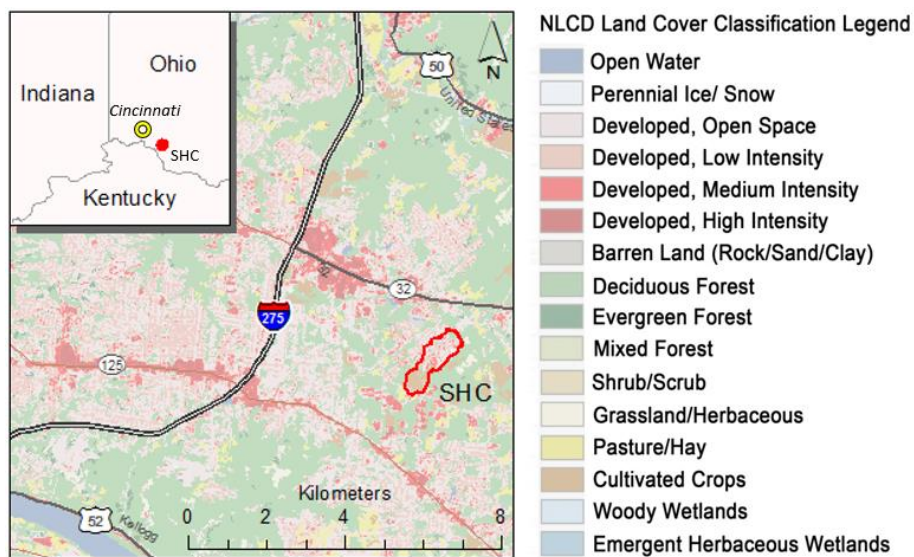 Ohio
Indiana
Cincinnati
SHC
Kentucky
N
50
United States
32
275
125
SHC
Kilometers
52
Kellogg
0 2 4 6 8
NLCD Land Cover Classification Legend
Open Water
Perennial Ice/ Snow
Developed, Open Space
Developed, Low Intensity
Developed, Medium Intensity
Developed, High Intensity
Barren Land (Rock/Sand/Clay)
Deciduous Forest
Evergreen Forest
Mixed Forest
Shrub/Scrub
Grassland/Herbaceous
Pasture/Hay
Cultivated Crops
Woody Wetlands
Emergent Herbaceous Wetlands